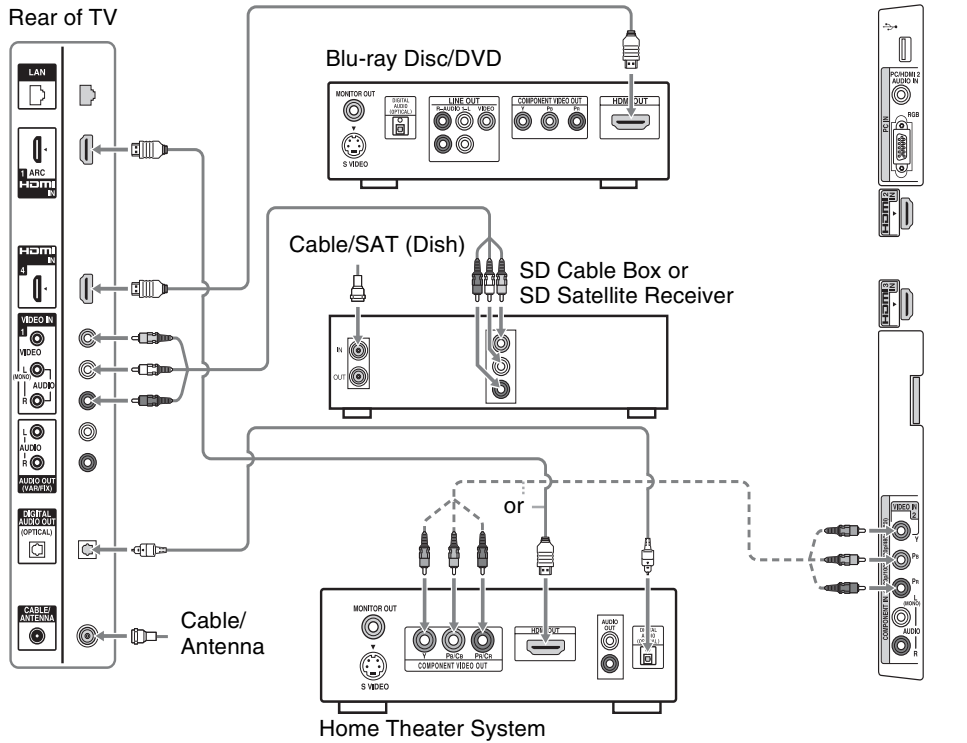 Rear of TV
LAN
1 ARC
HDMI
IN
HDMI
IN
4
VIDEO IN
1
VIDEO
L
(MONO)
AUDIO
R
L
AUDIO
R
AUDIO OUT
(VAR/FIX)
DIGITAL
AUDIO OUT
(OPTICAL)
CABLE/
ANTENNA
Cable/
Antenna
Blu-ray Disc/DVD
MONITOR OUT
S VIDEO
DIGITAL
AUDIO
(OPTICAL)
LINE OUT
R–AUDIO 1–L VIDEO
COMPONENT VIDEO OUT
Y PB PR
HDMI OUT
Cable/SAT (Dish)
SD Cable Box or
SD Satellite Receiver
IN
OUT
or
MONITOR OUT
S VIDEO
Y PB/CB PR/CR
COMPONENT VIDEO OUT
HDMI OUT
AUDIO
OUT
DIGITAL
AUDIO
(OPTICAL)
Home Theater System
PC/HDMI 2
AUDIO IN
RGB
PC IN
HDMI 2
IN
HDMI 3
IN
VIDEO IN
2
Y
PB
PR
COMPONENT IN
L
(MONO)
AUDIO
R